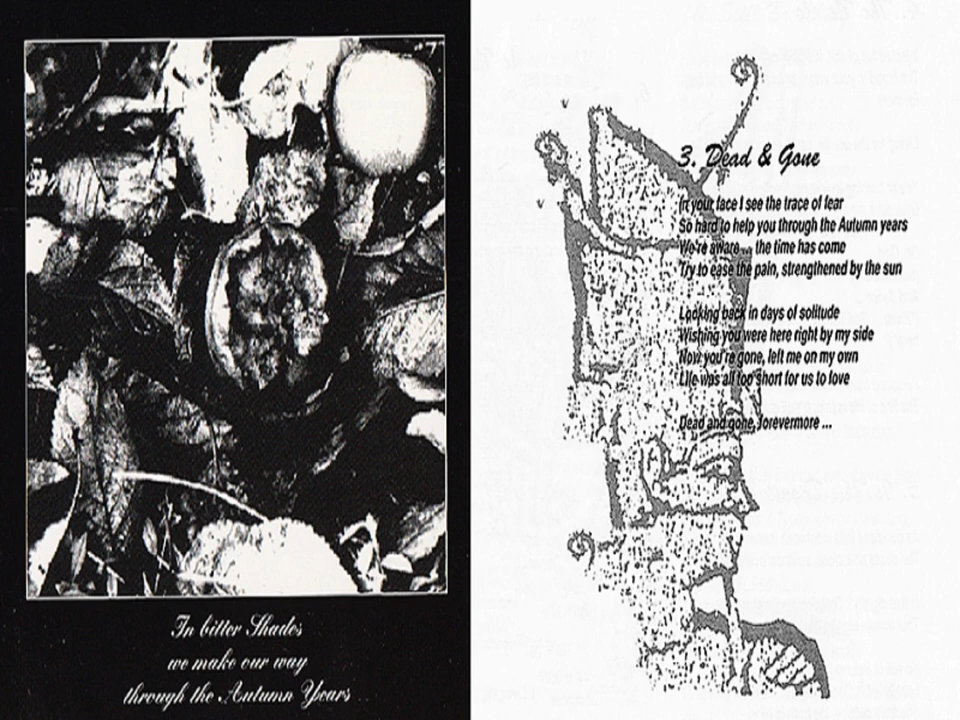 In bitter Shades
we make our way
through the Autumn Years
3. Dead & Gone
In your face I see the trace of fear
So hard to help you through the Autumn years
We're aware ... the time has come
Try to ease the pain, strengthened by the sun
Looking back in days of solitude
Wishing you were here right by my side
Now you're gone, left me on my own
Life was all too short for us to love
Dead and gone, forevermore ...